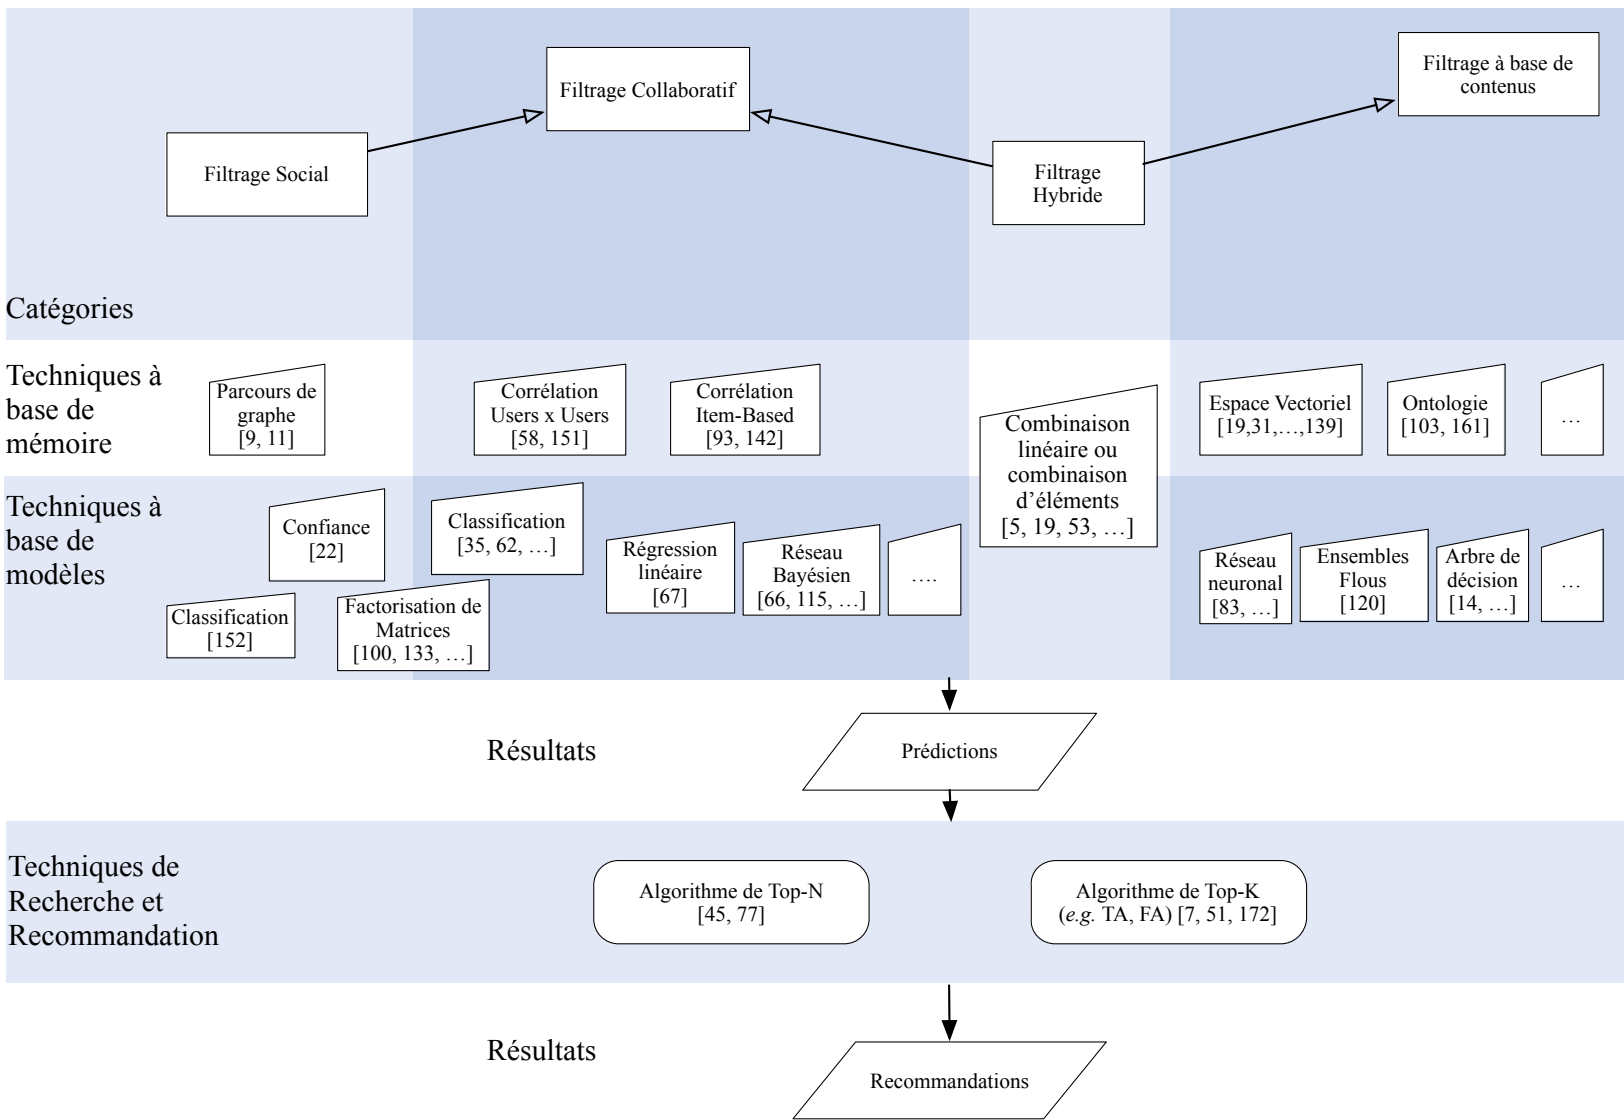 Filtrage Collaboratif
Filtrage à base de
contenus
Filtrage Social
Filtrage
Hybride
Catégories
Techniques à
base de
mémoire
Parcours de
graphe
[9, 11]
Corrélation
Users x Users
[58, 151]
Corrélation
Item-Based
[93, 142]
Combinaison
linéaire ou
combinaison
d’éléments
[5, 19, 53, …]
Espace Vectoriel
[19,31,…,139]
Ontologie
[103, 161]
…
Techniques à
base de
modèles
Confiance
[22]
Classification
[35, 62, …]
Régression
linéaire
[67]
Réseau
Bayésien
[66, 115, …]
….
Réseau
neuronal
[83, …]
Ensembles
Flous
[120]
Arbre de
décision
[14, …]
…
Classification
[152]
Factorisation de
Matrices
[100, 133, …]
Résultats
Prédictions
Techniques de
Recherche et
Recommandation
Algorithme de Top-N
[45, 77]
Algorithme de Top-K
(e.g. TA, FA) [7, 51, 172]
Résultats
Recommandations